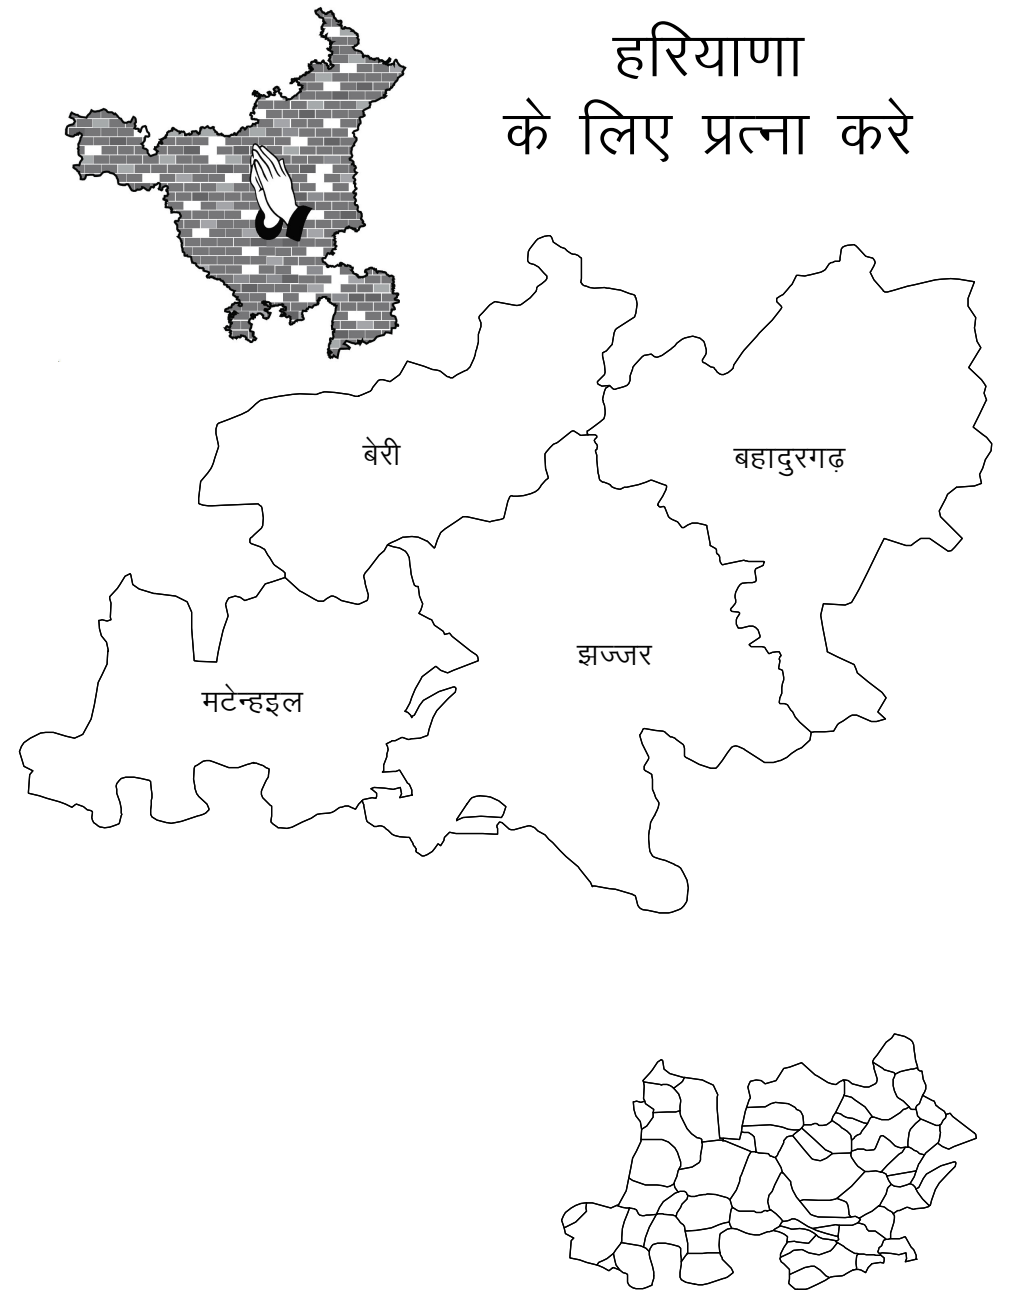 हरियाणा
के लिए प्रत्ना करे
बेरी
बहादुरगढ़
झज्जर
मटेन्हइल